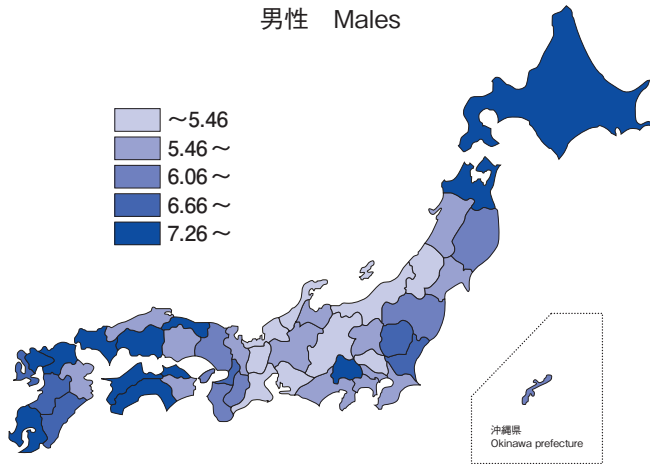 男性　Males
～5.46
5.46～
6.06～
6.66～
7.26～
沖縄県
Okinawa prefecture